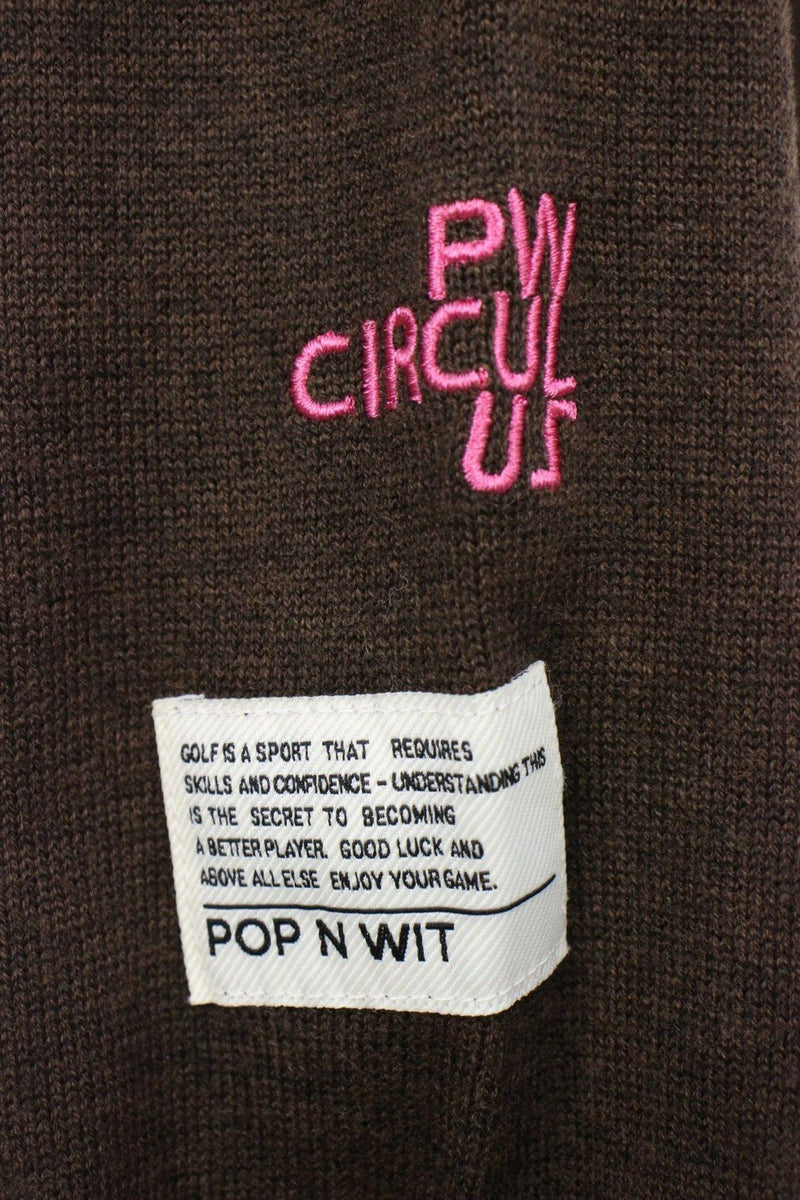 PW
CIRCUL
US
GOLF IS A SPORT THAT REQUIRES
SKILLS AND CONFIDENCE - UNDERSTANDING THIS
IS THE SECRET TO BECOMING
A BETTER PLAYER. GOOD LUCK AND
ABOVE ALL ELSE ENJOY YOUR GAME.
POP N WIT